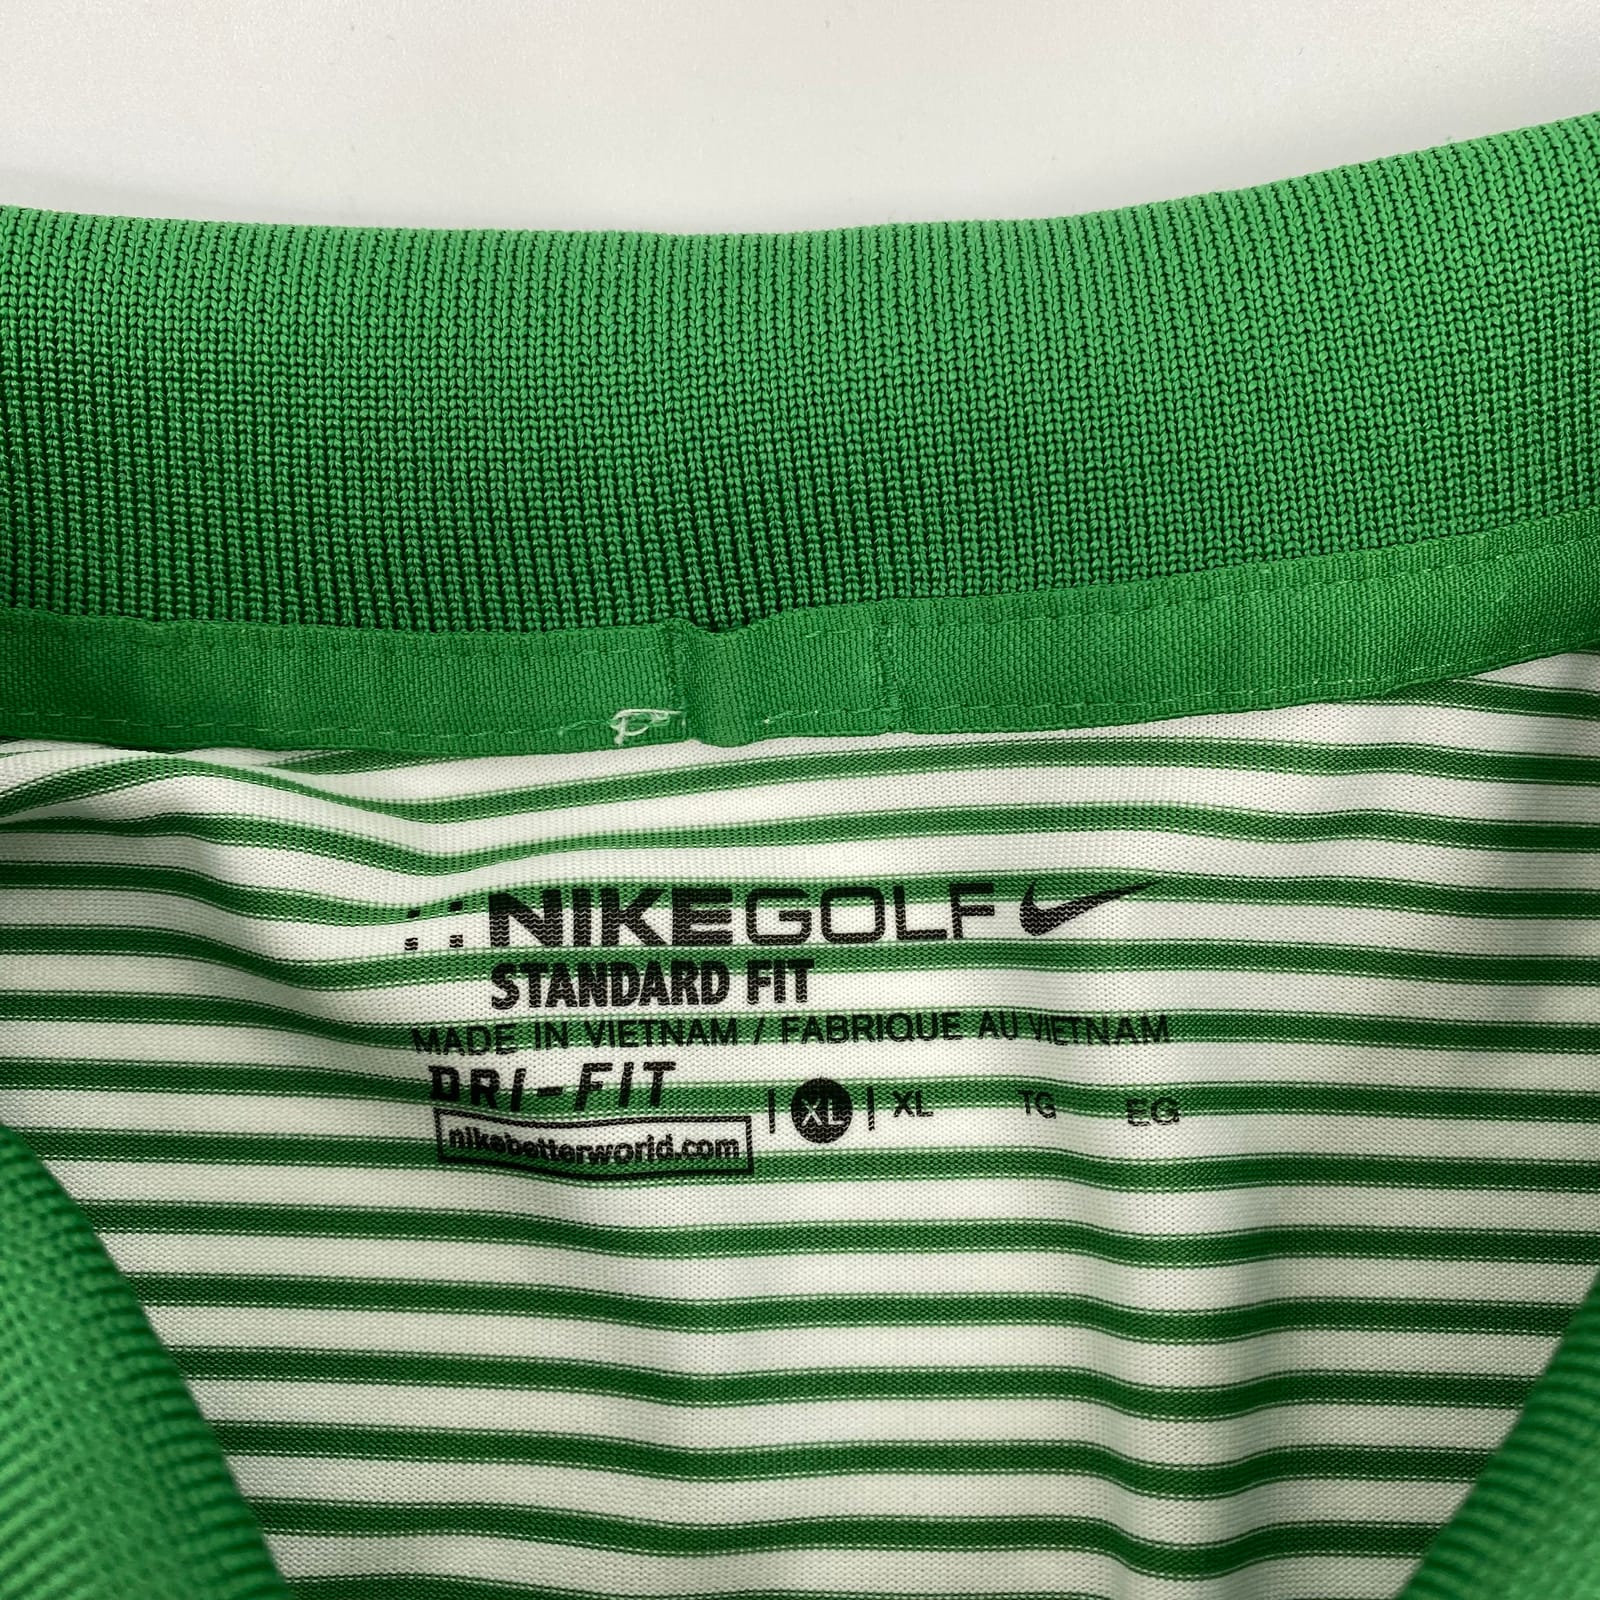 NIKEGOLF
STANDARD FIT
MADE IN VIETNAM / FABRIQUE AU VIETNAM
DRI-FIT
nikebetterworld.com
| XL | XL TG EG